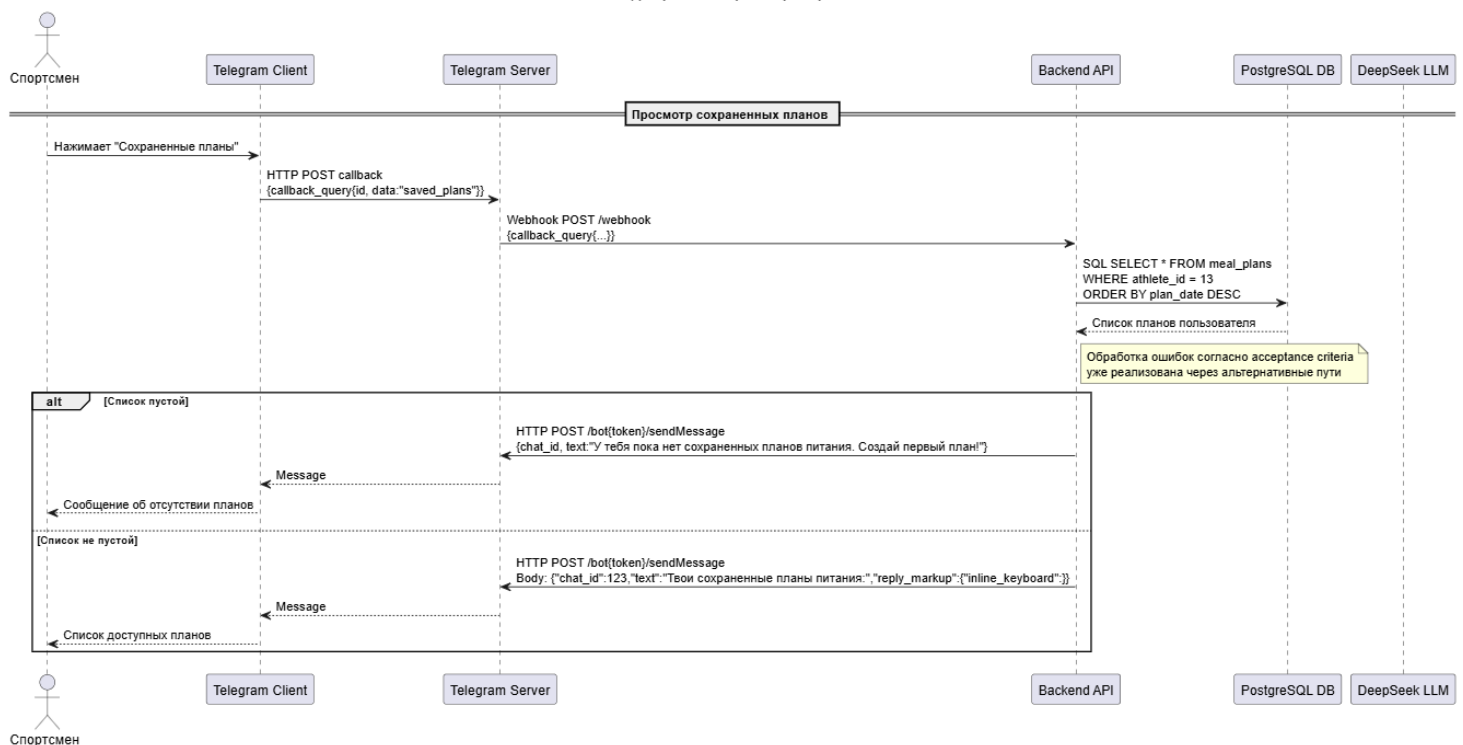 Спортсмен
Telegram Client
Telegram Server
Backend API
PostgreSQL DB
DeepSeek LLM
Просмотр сохраненных планов
Нажимает "Сохраненные планы"
HTTP POST callback
{callback_query{id, data:"saved_plans"}}
Webhook POST /webhook
{callback_query{...}}
SQL SELECT * FROM meal_plans
WHERE athlete_id = 13
ORDER BY plan_date DESC
Список планов пользователя
Обработка ошибок согласно acceptance criteria
уже реализована через альтернативные пути
alt
[Список пустой]
HTTP POST /bot{token}/sendMessage
{chat_id, text:"У тебя пока нет сохраненных планов питания. Создай первый план!"}
Message
Сообщение об отсутствии планов
[Список не пустой]
HTTP POST /bot{token}/sendMessage
Body: {"chat_id":123,"text":"Твои сохраненные планы питания:","reply_markup":{"inline_keyboard":}}
Message
Список доступных планов
Telegram Client
Telegram Server
Backend API
PostgreSQL DB
DeepSeek LLM
Спортсмен